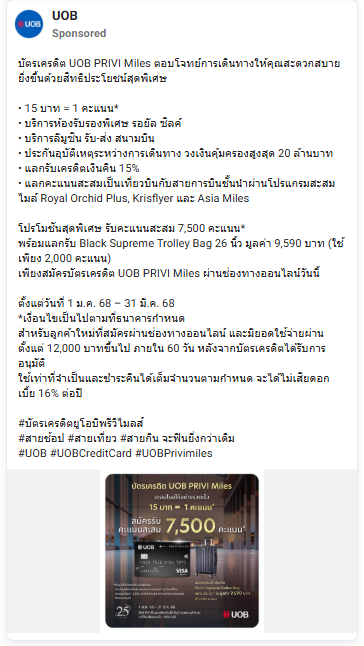 UOB
Sponsored
บัตรเครดิต UOB PRIVI Miles ตอบโจทย์การเดินทางให้คุณสะดวกสบาย
ยิ่งขึ้นด้วยสิทธิประโยชน์สุดพิเศษ
• 15 บาท = 1 คะแนน*
• บริการห้องรับรองพิเศษ รอยัล ซิลค์
• บริการลีมูซีน รับ-ส่ง สนามบิน
• ประกันอุบัติเหตุระหว่างการเดินทาง วงเงินคุ้มครองสูงสุด 20 ล้านบาท
• แลกรับเครดิตเงินคืน 15%
• แลกคะแนนสะสมเป็นเที่ยวบินกับสายการบินชั้นนำผ่านโปรแกรมสะสม
ไมล์ Royal Orchid Plus, Krisflyer และ Asia Miles
โปรโมชันสุดพิเศษ รับคะแนนสะสม 7,500 คะแนน*
พร้อมแลกรับ Black Supreme Trolley Bag 26 นิ้ว มูลค่า 9,590 บาท (ใช้
เพียง 2,000 คะแนน)
เพียงสมัครบัตรเครดิต UOB PRIVI Miles ผ่านช่องทางออนไลน์วันนี้
ตั้งแต่วันที่ 1 ม.ค. 68 – 31 มี.ค. 68
*เงื่อนไขเป็นไปตามที่ธนาคารกำหนด
สำหรับลูกค้าใหม่ที่สมัครผ่านช่องทางออนไลน์ และมียอดใช้จ่ายผ่าน
ตั้งแต่ 12,000 บาทขึ้นไป ภายใน 60 วัน หลังจากบัตรเครดิตได้รับการ
อนุมัติ
ใช้เท่าที่จำเป็นและชำระคืนได้เต็มจำนวนตามกำหนด จะได้ไม่เสียดอก
เบี้ย 16% ต่อปี
#บัตรเครดิตยูโอบีพรีวิไมลส์
#สายช้อป #สายเที่ยว #สายกิน จะฟินยิ่งกว่าเดิม
#UOB #UOBCreditCard #UOBPrivimiles
บัตรเครดิต UOB PRIVI Miles
15 บาท = 1 คะแนน*
สมัครรับ
คะแนนสะสม 7,500 คะแนน*
UOB
VISA
25
UOB